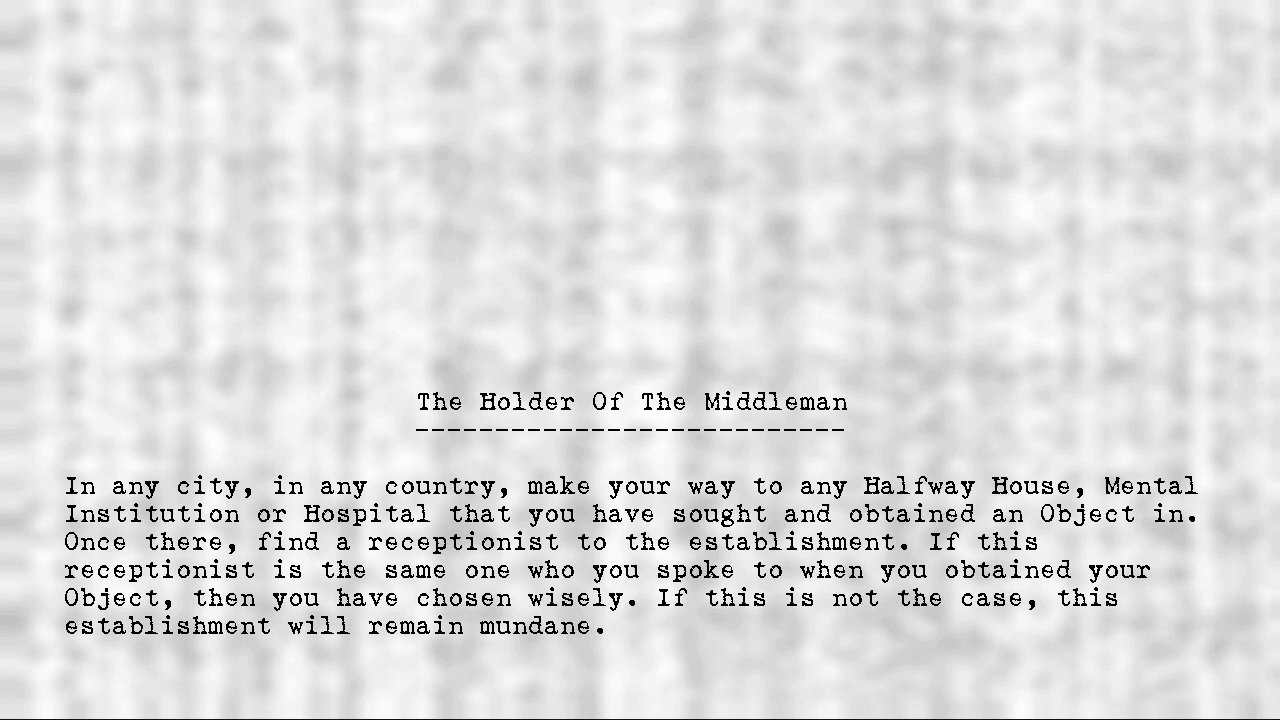 The Holder Of The Middleman
---------------------------
In any city, in any country, make your way to any Halfway House, Mental
Institution or Hospital that you have sought and obtained an Object in.
Once there, find a receptionist to the establishment. If this
receptionist is the same one who you spoke to when you obtained your
Object, then you have chosen wisely. If this is not the case, this
establishment will remain mundane.